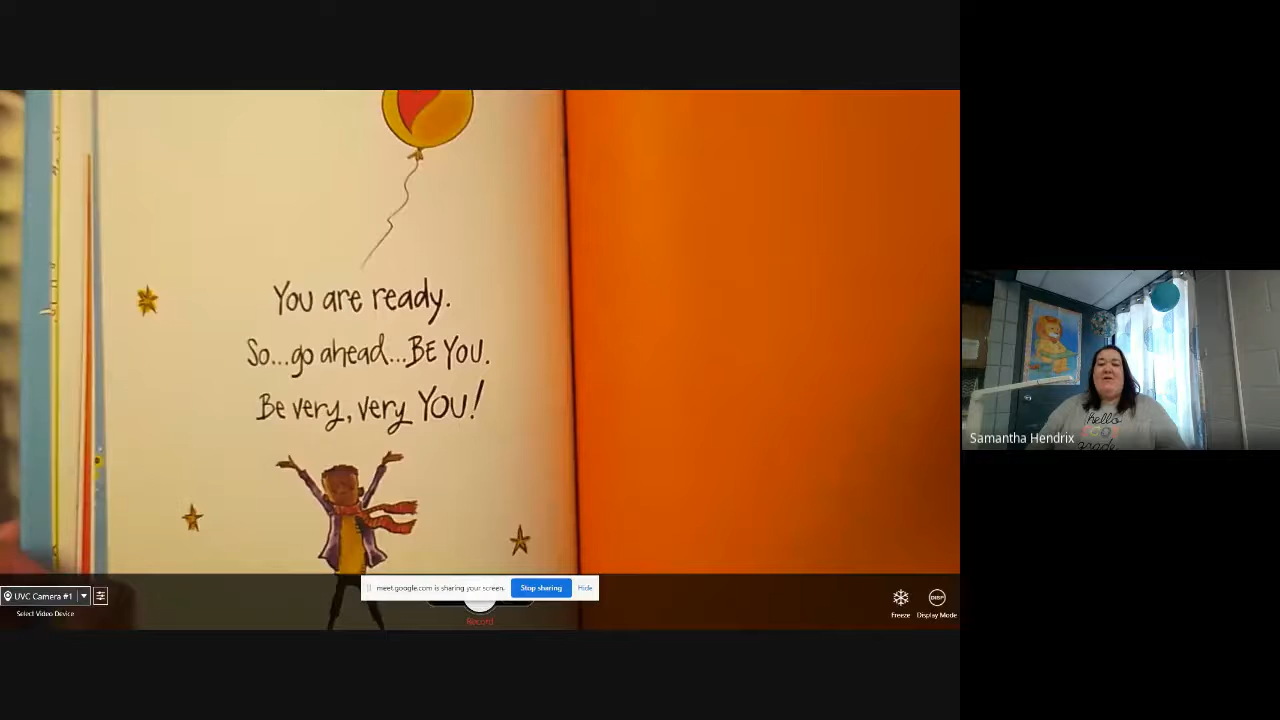 You are ready.
So...go ahead...BE YOU.
Be very, very YOU!
hello
Samantha Hendrix
meet.google.com is sharing your screen.
Stop sharing
Hide
UVC Camera #1
Select Video Device
Record
Freeze
DISP
Display Mode